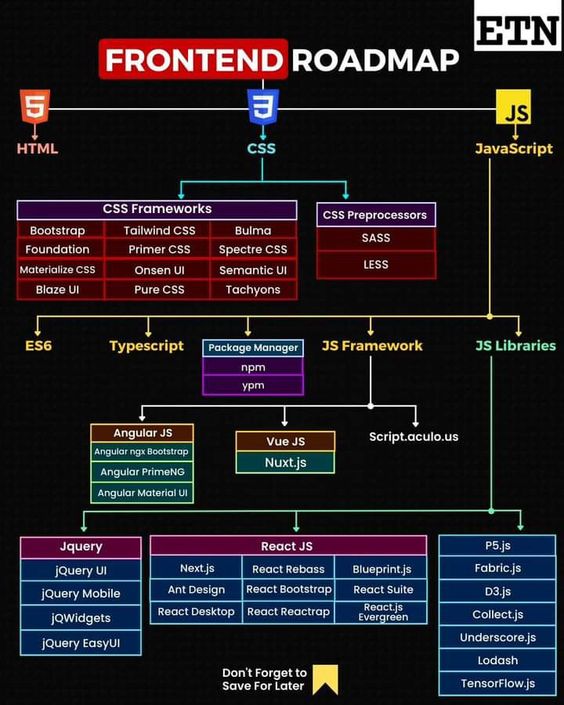 ETN
FRONTEND ROADMAP
5
3
JS
HTML
CSS
JavaScript
CSS Frameworks
Bootstrap
Tailwind CSS
Bulma
Foundation
Primer CSS
Spectre CSS
Materialize CSS
Onsen UI
Semantic UI
Blaze UI
Pure CSS
Tachyons
CSS Preprocessors
SASS
LESS
ES6
Typescript
Package Manager
npm
ypm
JS Framework
JS Libraries
Angular JS
Angular ngx Bootstrap
Angular PrimeNG
Angular Material UI
Vue JS
Nuxt.js
Script.aculo.us
Jquery
jQuery UI
jQuery Mobile
jQWidgets
jQuery EasyUI
React JS
Next.js
React Rebass
Blueprint.js
Ant Design
React Bootstrap
React Suite
React Desktop
React Reactrap
React.js
Evergreen
P5.js
Fabric.js
D3.js
Collect.js
Underscore.js
Lodash
TensorFlow.js
Don't Forget to
Save For Later